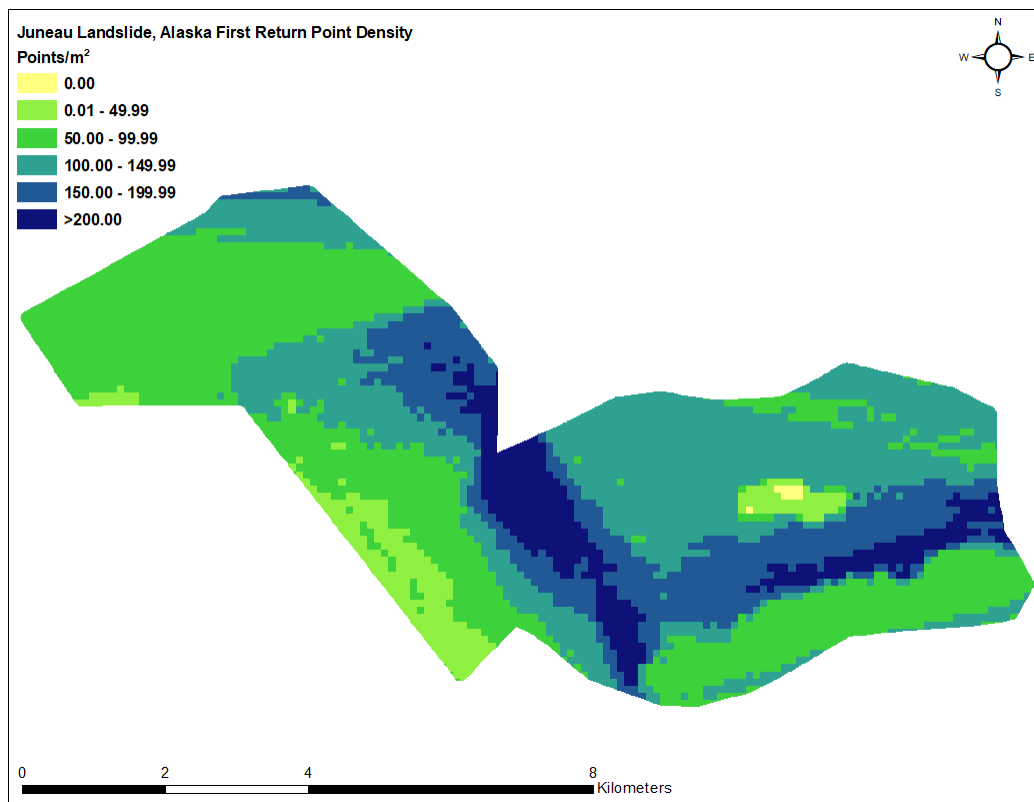 Juneau Landslide, Alaska First Return Point Density
Points/m²
0.00
0.01 - 49.99
50.00 - 99.99
100.00 - 149.99
150.00 - 199.99
>200.00
N
W E
S
0 2 4 8
Kilometers